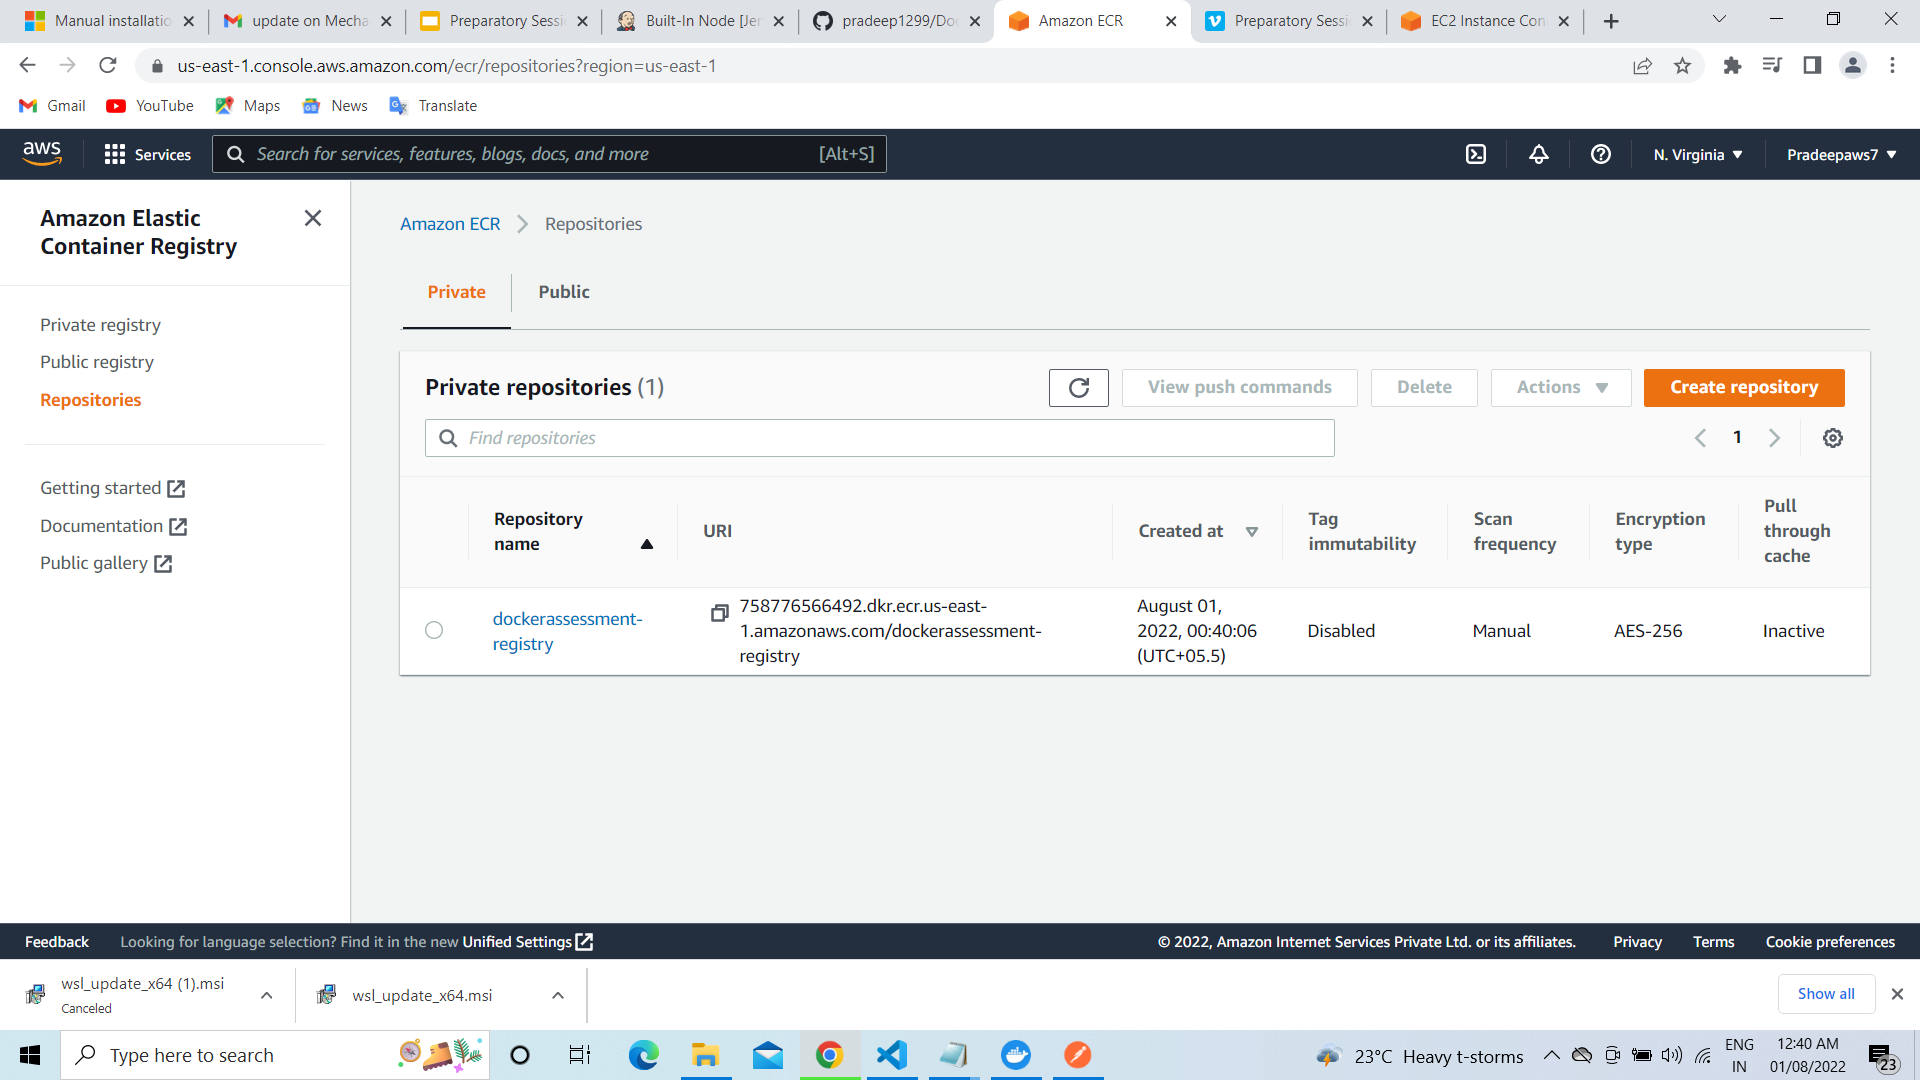 Manual installatio
update on Mecha
Preparatory Sessi
Built-In Node [Jer
pradeep1299/Doc
Amazon ECR
Preparatory Sessi
EC2 Instance Con
us-east-1.console.aws.amazon.com/ecr/repositories?region=us-east-1
Gmail
YouTube
Maps
News
Translate
aws
Services
Search for services, features, blogs, docs, and more
[Alt+S]
N. Virginia
Pradeepaws7
Amazon Elastic
Container Registry
Private registry
Public registry
Repositories
Getting started
Documentation
Public gallery
Amazon ECR
Repositories
Private
Public
Private repositories (1)
View push commands
Delete
Actions
Create repository
Find repositories
1
Repository
name
URI
Created at
Tag
immutability
Scan
frequency
Encryption
type
Pull
through
cache
dockerassessment-
registry
758776566492.dkr.ecr.us-east-
1.amazonaws.com/dockerassessment-
registry
August 01,
2022, 00:40:06
(UTC+05.5)
Disabled
Manual
AES-256
Inactive
Feedback
Looking for language selection? Find it in the new Unified Settings
© 2022, Amazon Internet Services Private Ltd. or its affiliates.
Privacy
Terms
Cookie preferences
wsl_update_x64 (1).msi
Canceled
wsl_update_x64.msi
Show all
Type here to search
23°C Heavy t-storms
ENG
IN
12:40 AM
01/08/2022
23